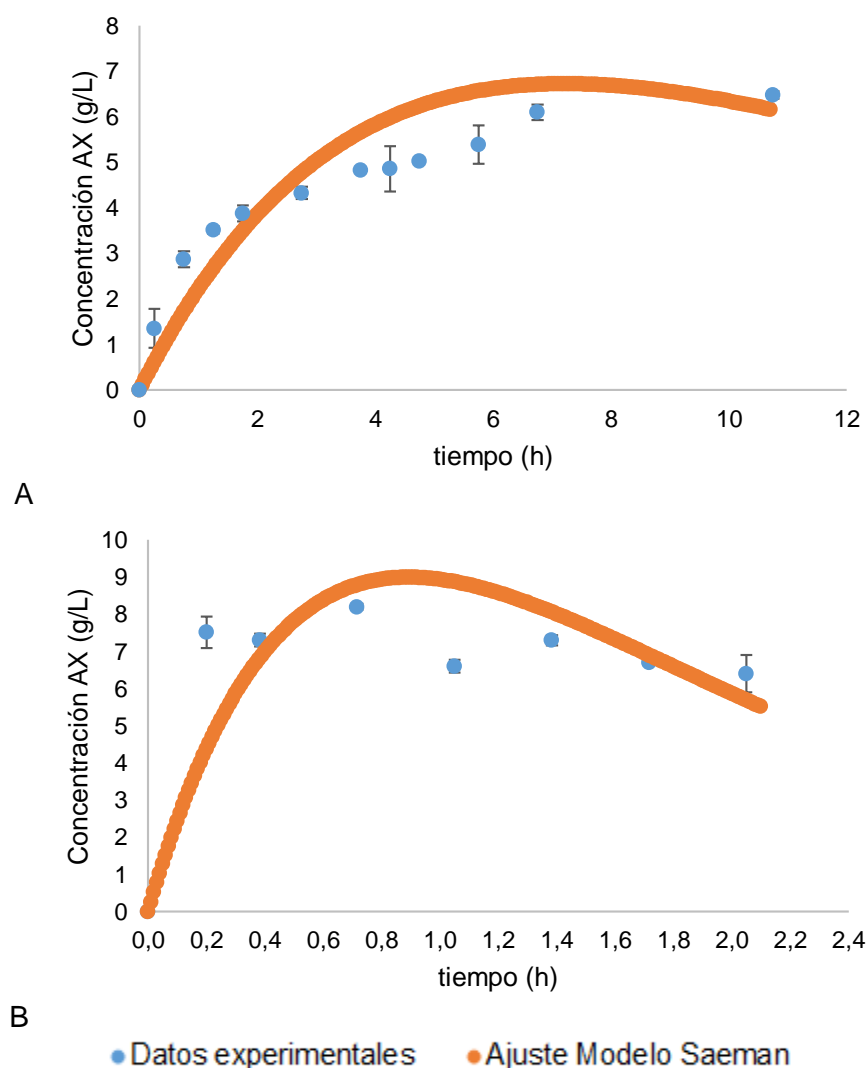 8
7
6
5
4
3
2
1
0
Concentración AX (g/L)
0 2 4 6 8 10 12
tiempo (h)
A
10
9
8
7
6
5
4
3
2
1
0
Concentración AX (g/L)
0,0 0,2 0,4 0,6 0,8 1,0 1,2 1,4 1,6 1,8 2,0 2,2 2,4
tiempo (h)
B
Datos experimentales Ajuste Modelo Saeman